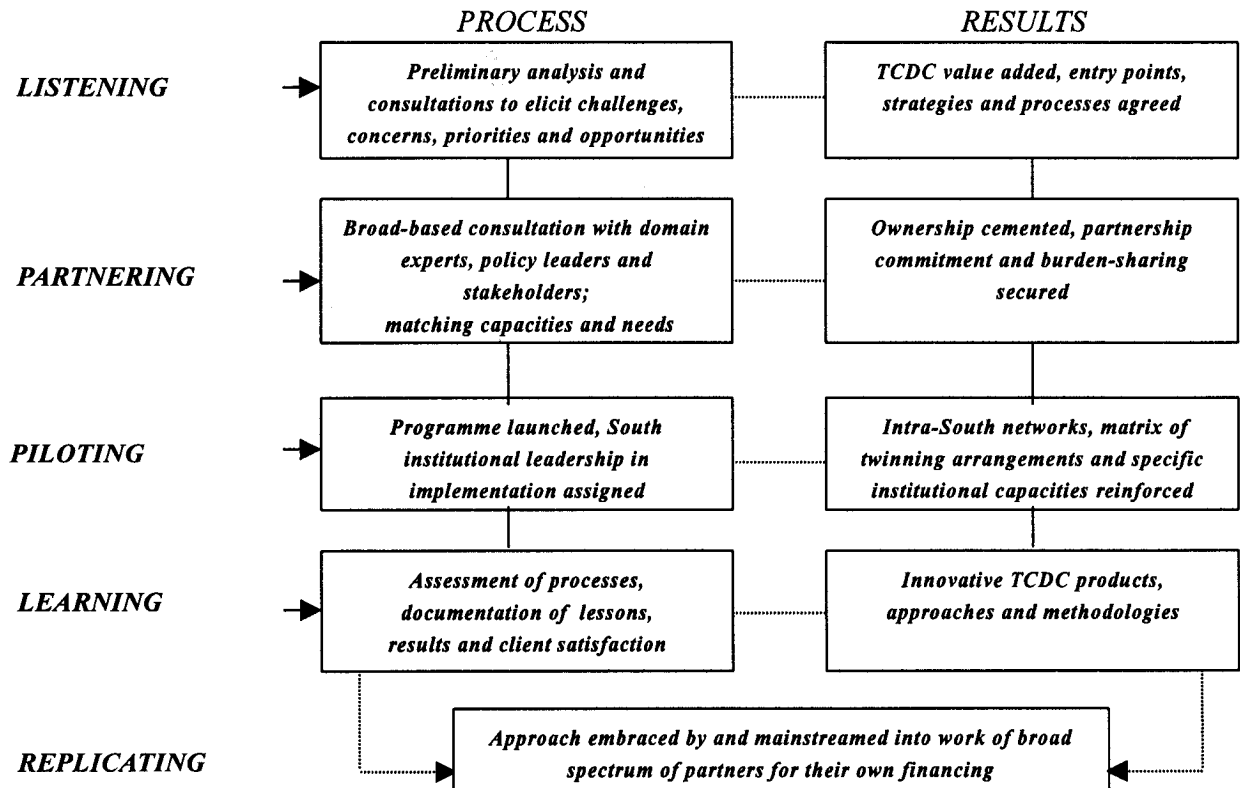 PROCESS
RESULTS
LISTENING
Preliminary analysis and
consultations to elicit challenges,
concerns, priorities and opportunities
TCDC value added, entry points,
strategies and processes agreed
PARTNERING
Broad-based consultation with domain
experts, policy leaders and
stakeholders;
matching capacities and needs
Ownership cemented, partnership
commitment and burden-sharing
secured
PILOTING
Programme launched, South
institutional leadership in
implementation assigned
Intra-South networks, matrix of
twinning arrangements and specific
institutional capacities reinforced
LEARNING
Assessment of processes,
documentation of lessons,
results and client satisfaction
Innovative TCDC products,
approaches and methodologies
REPLICATING
Approach embraced by and mainstreamed into work of broad
spectrum of partners for their own financing